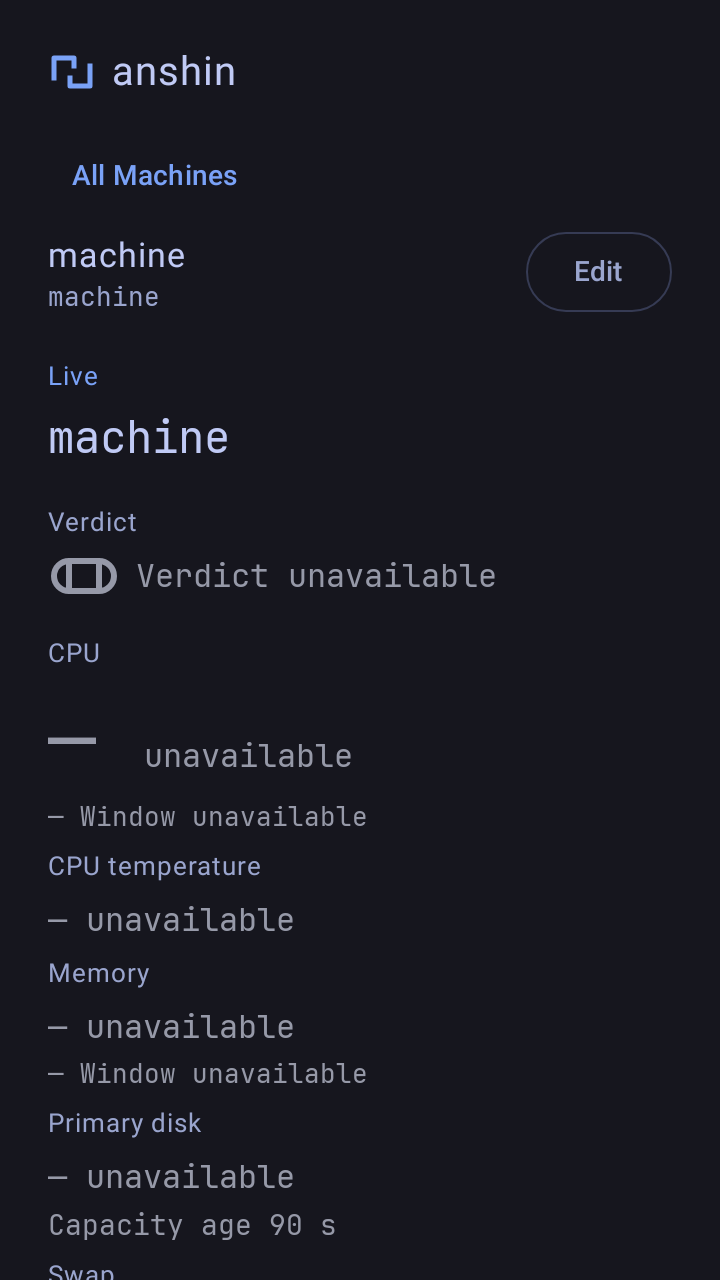 anshin
All Machines
machine
Edit
machine
Live
machine
Verdict
Verdict unavailable
CPU
— unavailable
— Window unavailable
CPU temperature
— unavailable
Memory
— unavailable
— Window unavailable
Primary disk
— unavailable
Capacity age 90 s
Swap